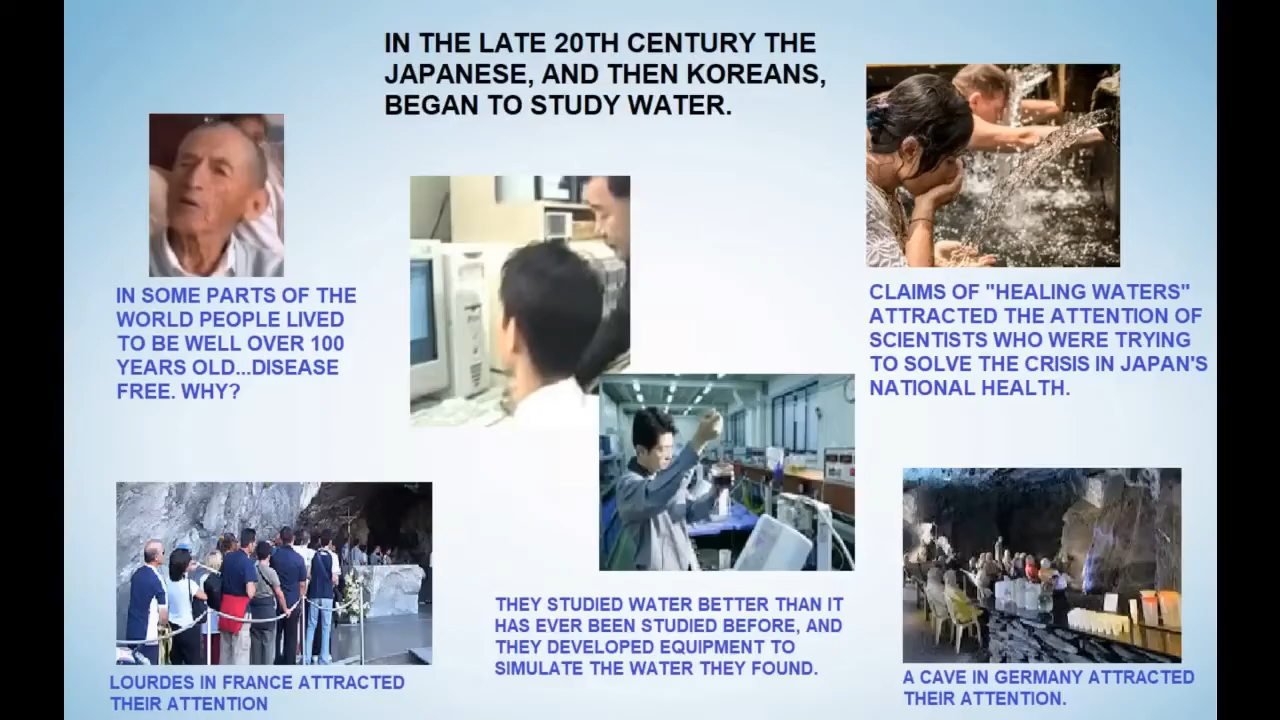 IN THE LATE 20TH CENTURY THE
JAPANESE, AND THEN KOREANS,
BEGAN TO STUDY WATER.
IN SOME PARTS OF THE
WORLD PEOPLE LIVED
TO BE WELL OVER 100
YEARS OLD...DISEASE
FREE. WHY?
CLAIMS OF "HEALING WATERS"
ATTRACTED THE ATTENTION OF
SCIENTISTS WHO WERE TRYING
TO SOLVE THE CRISIS IN JAPAN'S
NATIONAL HEALTH.
LOURDES IN FRANCE ATTRACTED
THEIR ATTENTION
THEY STUDIED WATER BETTER THAN IT
HAS EVER BEEN STUDIED BEFORE, AND
THEY DEVELOPED EQUIPMENT TO
SIMULATE THE WATER THEY FOUND.
A CAVE IN GERMANY ATTRACTED
THEIR ATTENTION.